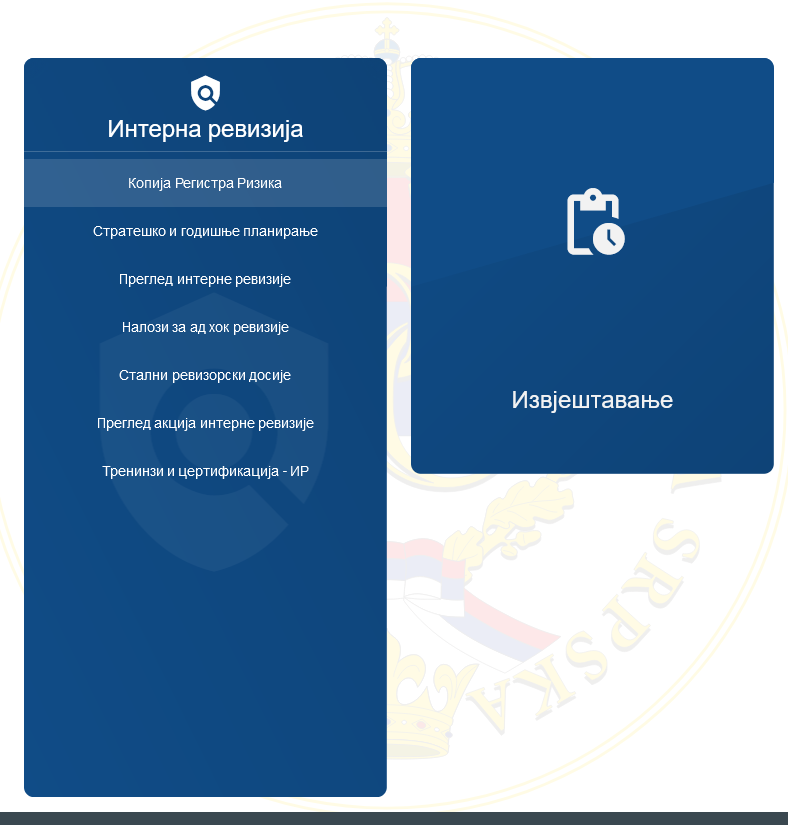 Интерна ревизија
Копија Регистра Ризика
Стратешко и годишње планирање
Преглед интерне ревизије
Налози за ад хок ревизије
Стални ревизорски досије
Преглед акција интерне ревизије
Тренинзи и цертификација - ИР
Извјештавање
SRPSKA